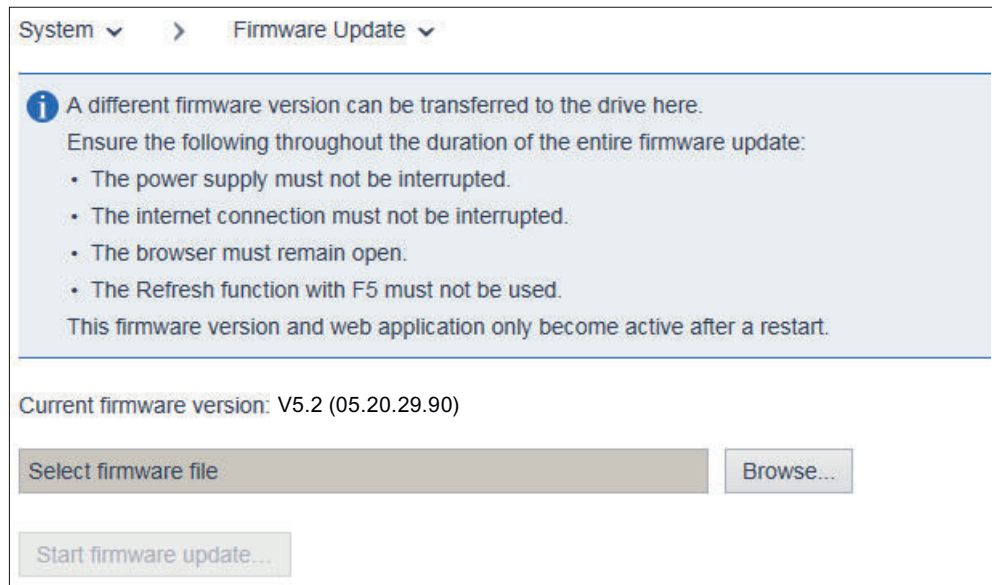 System > Firmware Update
A different firmware version can be transferred to the drive here.
Ensure the following throughout the duration of the entire firmware update:
• The power supply must not be interrupted.
• The internet connection must not be interrupted.
• The browser must remain open.
• The Refresh function with F5 must not be used.
This firmware version and web application only become active after a restart.
Current firmware version: V5.2 (05.20.29.90)
Select firmware file Browse...
Start firmware update...